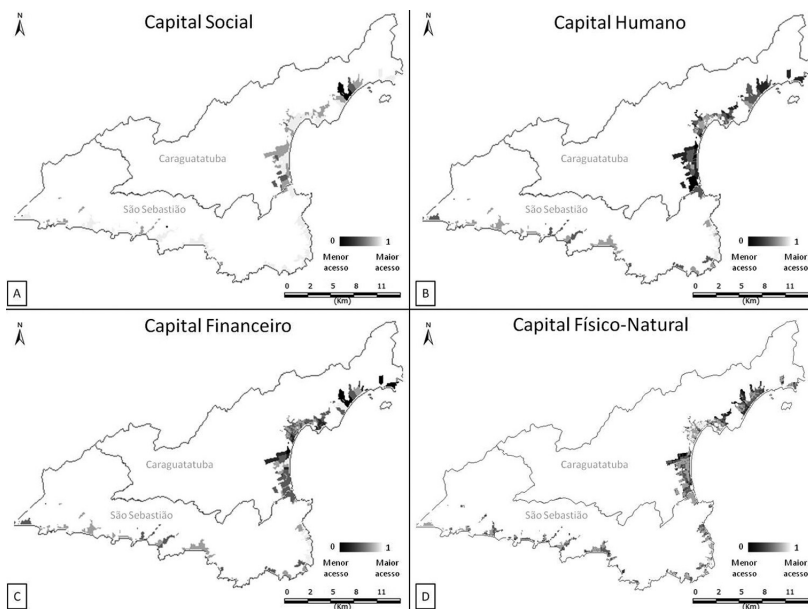 N
Capital Social
Caraguatatuba
São Sebastião
0 1
Menor acesso
Maior acesso
0 2 5 8 11
(Km)
A
N
Capital Humano
Caraguatatuba
São Sebastião
0 1
Menor acesso
Maior acesso
0 2 5 8 11
(Km)
B
N
Capital Financeiro
Caraguatatuba
São Sebastião
0 1
Menor acesso
Maior acesso
0 2 5 8 11
(Km)
C
N
Capital Físico-Natural
Caraguatatuba
São Sebastião
0 1
Menor acesso
Maior acesso
0 2 5 8 11
(Km)
D